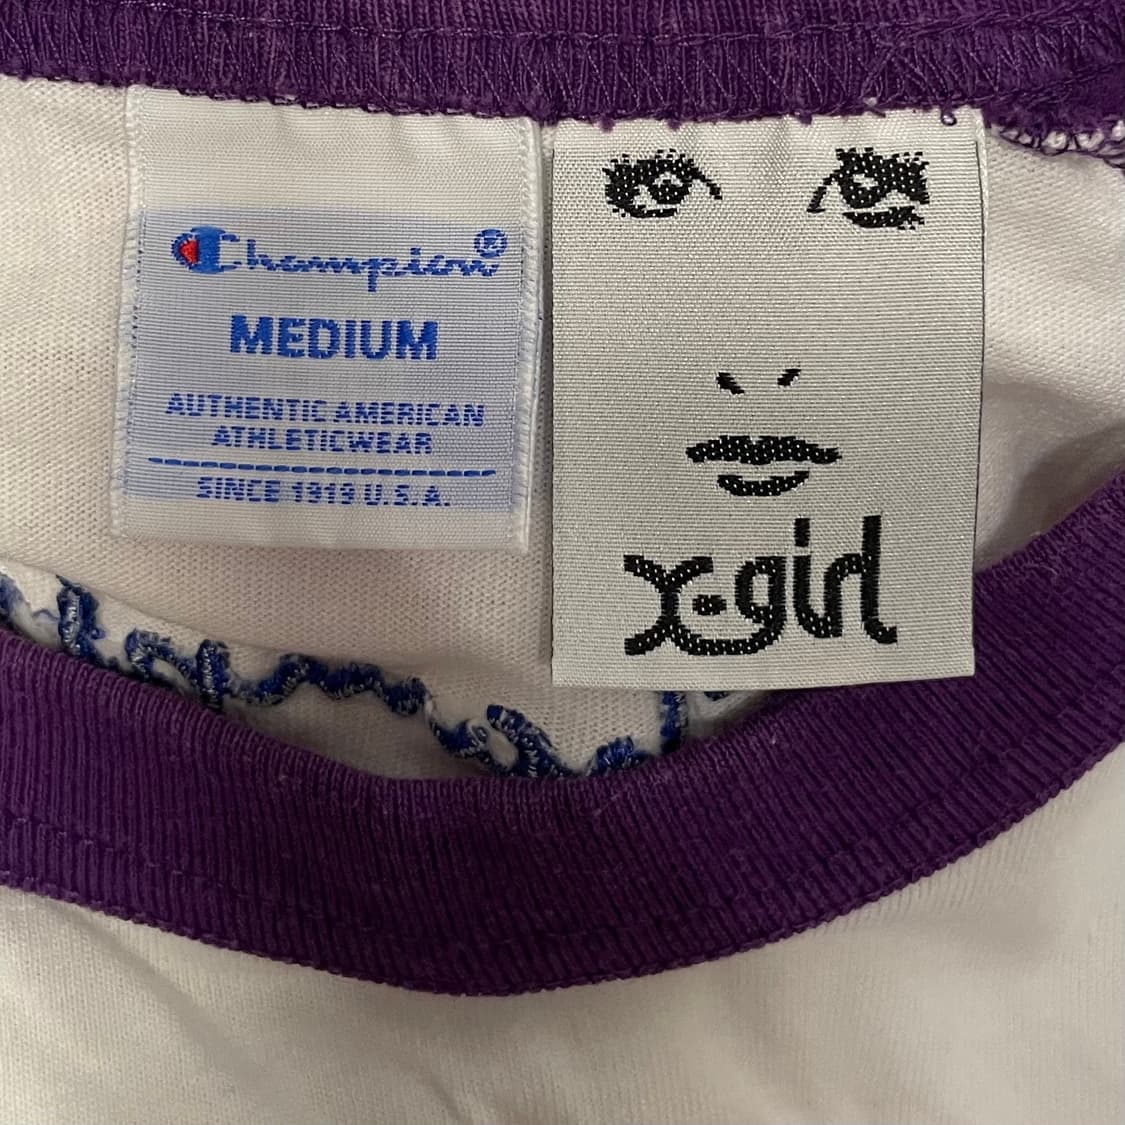 Champion®
MEDIUM
AUTHENTIC AMERICAN
ATHLETICWEAR
SINCE 1919 U.S.A.
x-girl